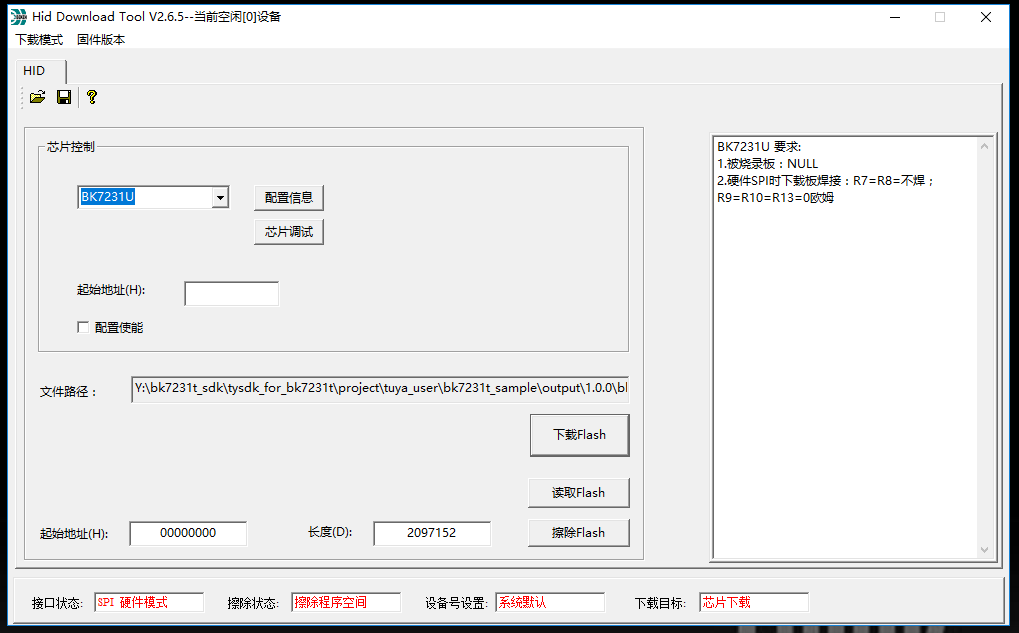 Hid Download Tool V2.6.5--当前空闲[0]设备
下载模式 固件版本
HID
芯片控制
BK7231U
配置信息
芯片调试
起始地址(H):
配置使能
文件路径：
Y:\bk7231t_sdk\tysdk_for_bk7231t\project\tuya_user\bk7231t_sample\output\1.0.0\bl
下载Flash
读取Flash
起始地址(H): 00000000 长度(D): 2097152 擦除Flash
BK7231U 要求:
1.被烧录板：NULL
2.硬件SPI时下载板焊接：R7=R8=不焊；
R9=R10=R13=0欧姆
接口状态: SPI 硬件模式 擦除状态: 擦除程序空间 设备号设置: 系统默认 下载目标: 芯片下载